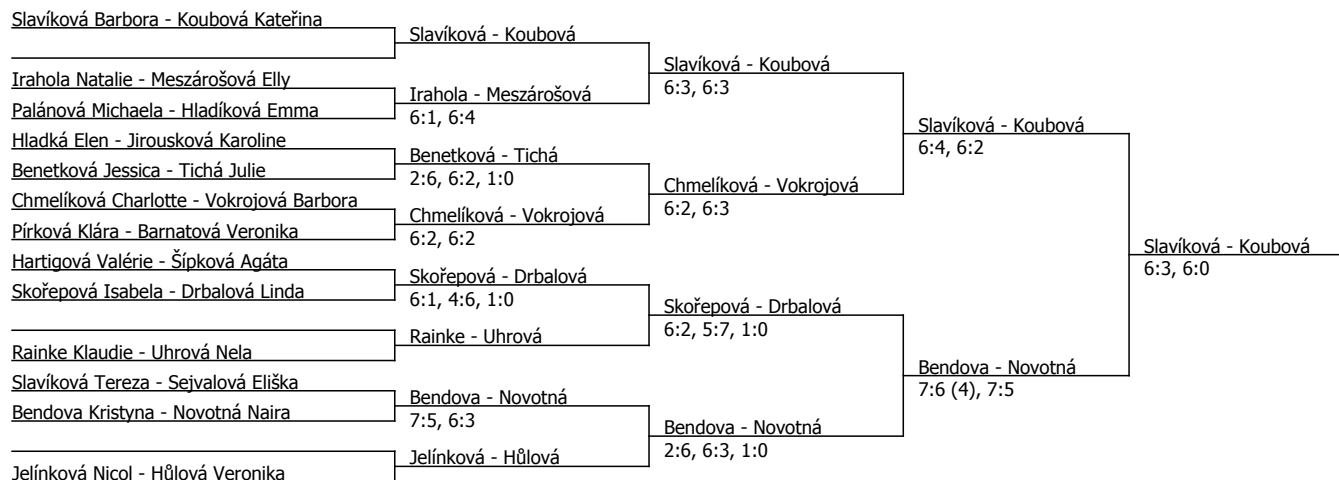 Slavíková Barbora - Koubová Kateřina
Irahola Natalie - Meszárošová Elly
Palánová Michaela - Hladíková Emma
Hladká Elen - Jirousková Karoline
Benetková Jessica - Tichá Julie
Chmelíková Charlotte - Vokrojová Barbora
Pírková Klára - Barnatová Veronika
Hartigová Valérie - Šípková Agáta
Skořepová Isabela - Drbalová Linda
Rainke Klaudie - Uhrová Nela
Slavíková Tereza - Sejvalová Eliška
Bendova Kristyna - Novotná Naira
Jelínková Nicol - Hůlová Veronika
Slavíková - Koubová
Irahola - Meszárošová
6:1, 6:4
Benetková - Tichá
2:6, 6:2, 1:0
Chmelíková - Vokrojová
6:2, 6:2
Skořepová - Drbalová
6:1, 4:6, 1:0
Rainke - Uhrová
Bendova - Novotná
7:5, 6:3
Jelínková - Hůlová
Slavíková - Koubová
6:3, 6:3
Chmelíková - Vokrojová
6:2, 6:3
Skořepová - Drbalová
6:2, 5:7, 1:0
Bendova - Novotná
2:6, 6:3, 1:0
Slavíková - Koubová
6:4, 6:2
Bendova - Novotná
7:6 (4), 7:5
Slavíková - Koubová
6:3, 6:0